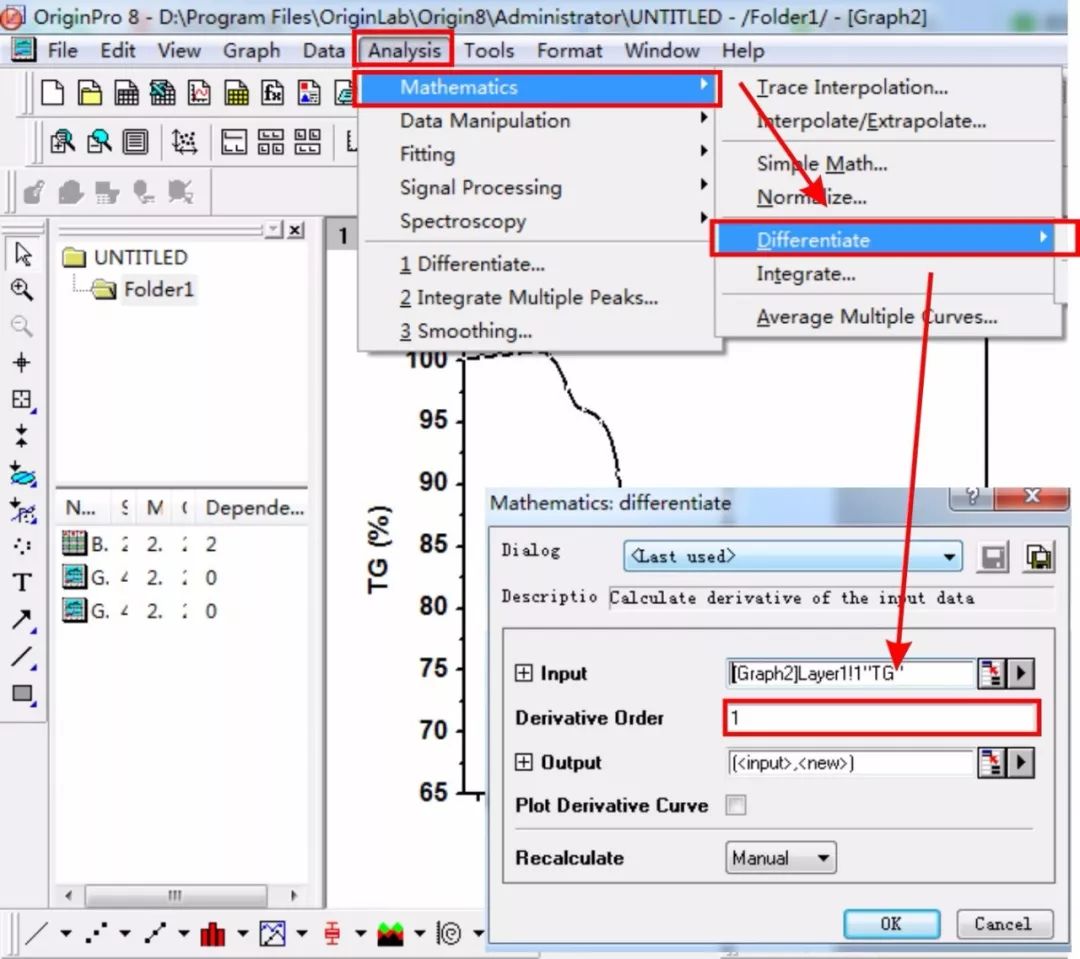 OriginPro 8 - D:\Program Files\OriginLab\Origin8\Administrator\UNTITLED - /Folder1/ - [Graph2]
File Edit View Graph Data Analysis Tools Format Window Help
Mathematics
Data Manipulation
Fitting
Signal Processing
Spectroscopy
1 Differentiate...
2 Integrate Multiple Peaks...
3 Smoothing...
Trace Interpolation...
Interpolate/Extrapolate...
Simple Math...
Normalize...
Differentiate
Integrate...
Average Multiple Curves...
UNTITLED
Folder1
1
N... S M Depende...
B. 2 2. 2
G. 4 2. 0
G. 4 2. 0
T
100
95
90
85
80
75
70
65
TG (%)
Mathematics: differentiate
Dialog <Last used>
Descriptio Calculate derivative of the input data
Input [Graph2]Layer1!1"TG"
Derivative Order 1
Output (<input>,<new>)
Plot Derivative Curve
Recalculate Manual
OK Cancel